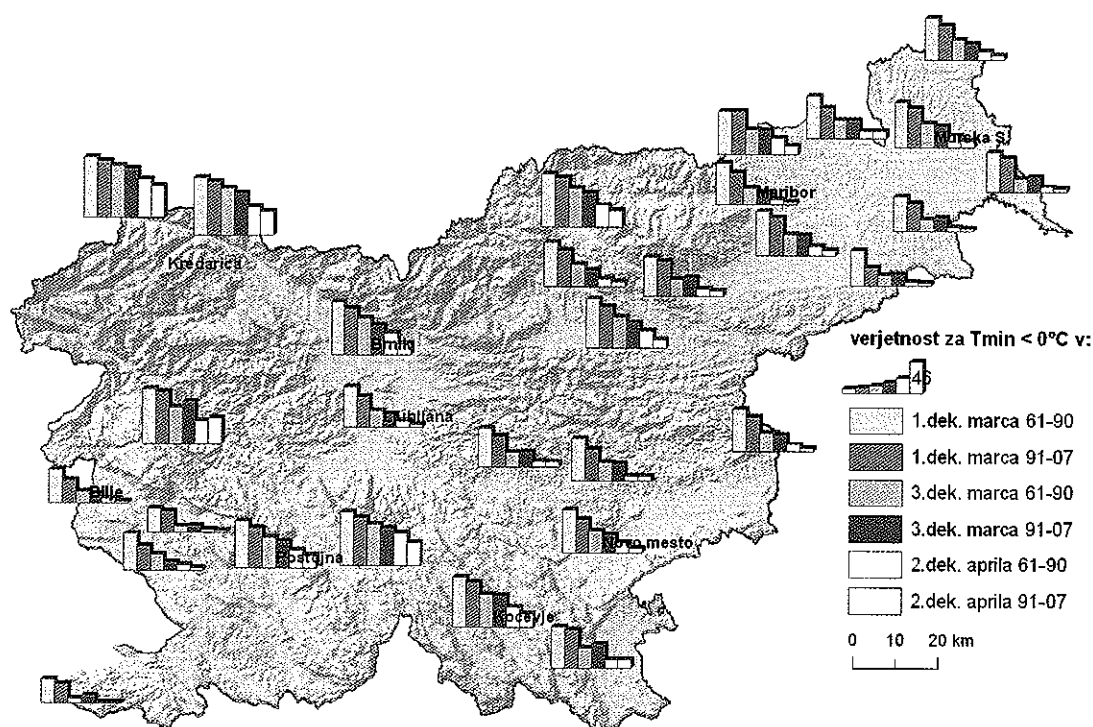 Murska S.
Maribor
Kredarica
verjetnost za Tmin < 0°C v:
46
Brnik
1.dek. marca 61-90
Ljubljana
1.dek. marca 91-07
3.dek. marca 61-90
Bilje
3.dek. marca 91-07
Novo mesto
Postojna
2.dek. aprila 61-90
2.dek. aprila 91-07
Kočevje
0 10 20 km